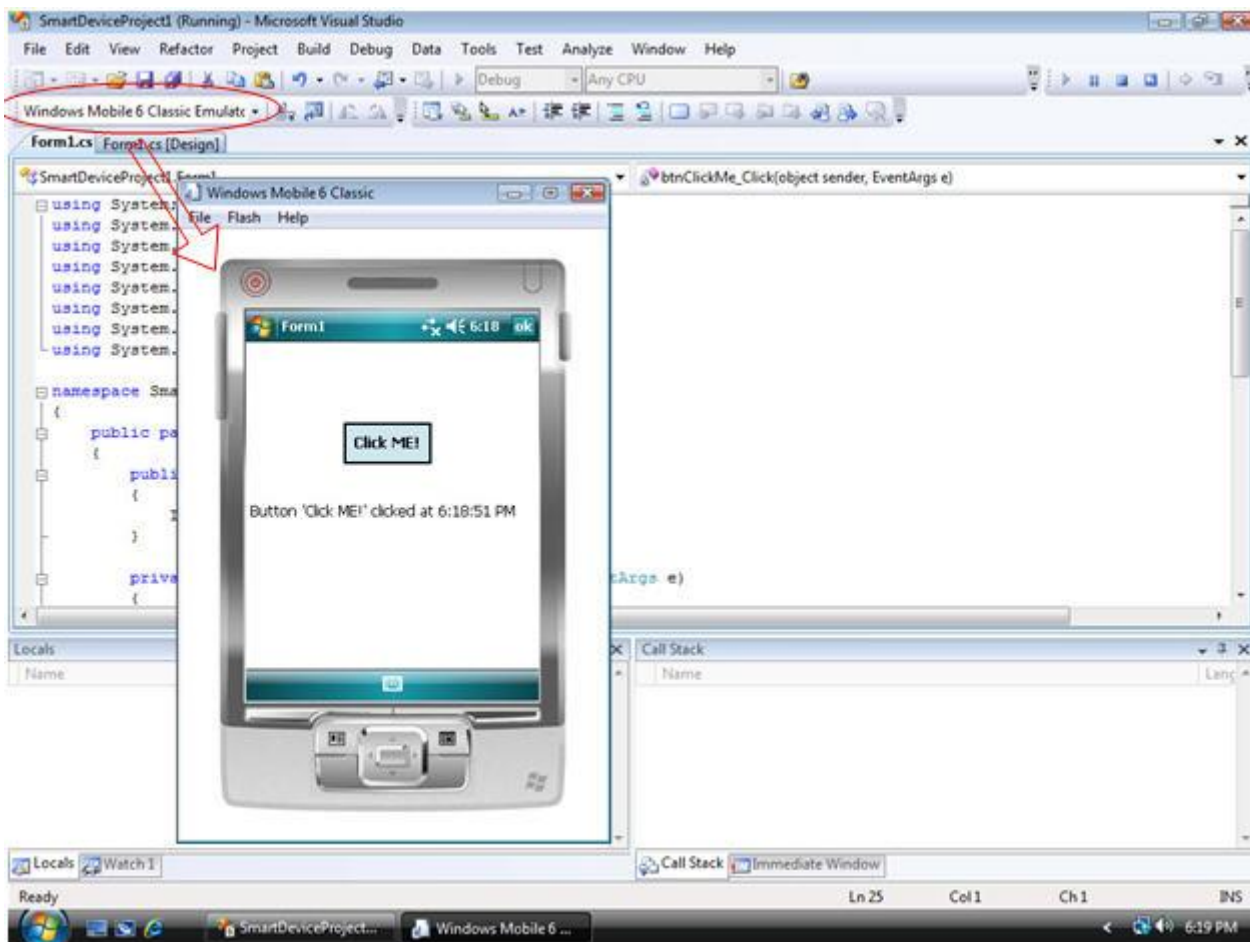 SmartDeviceProject1 (Running) - Microsoft Visual Studio
File Edit View Refactor Project Build Debug Data Tools Test Analyze Window Help
Debug Any CPU
Windows Mobile 6 Classic Emulatc
Form1.cs Form1.cs [Design]
SmartDeviceProject1.Form1 btnClickMe_Click(object sender, EventArgs e)
using System;
using System.
using System.
using System.
using System.
using System.
using System.
using System.
namespace Sma
{
public pa
{
publi
{
I
}
priva tArgs e)
{
Windows Mobile 6 Classic
File Flash Help
Form1 6:18 ok
Click ME!
Button 'Click ME!' clicked at 6:18:51 PM
Locals
Name
Call Stack
Name Lang
Locals Watch 1
Call Stack Immediate Window
Ready Ln 25 Col 1 Ch 1 INS
SmartDeviceProject... Windows Mobile 6 ... 6:19 PM